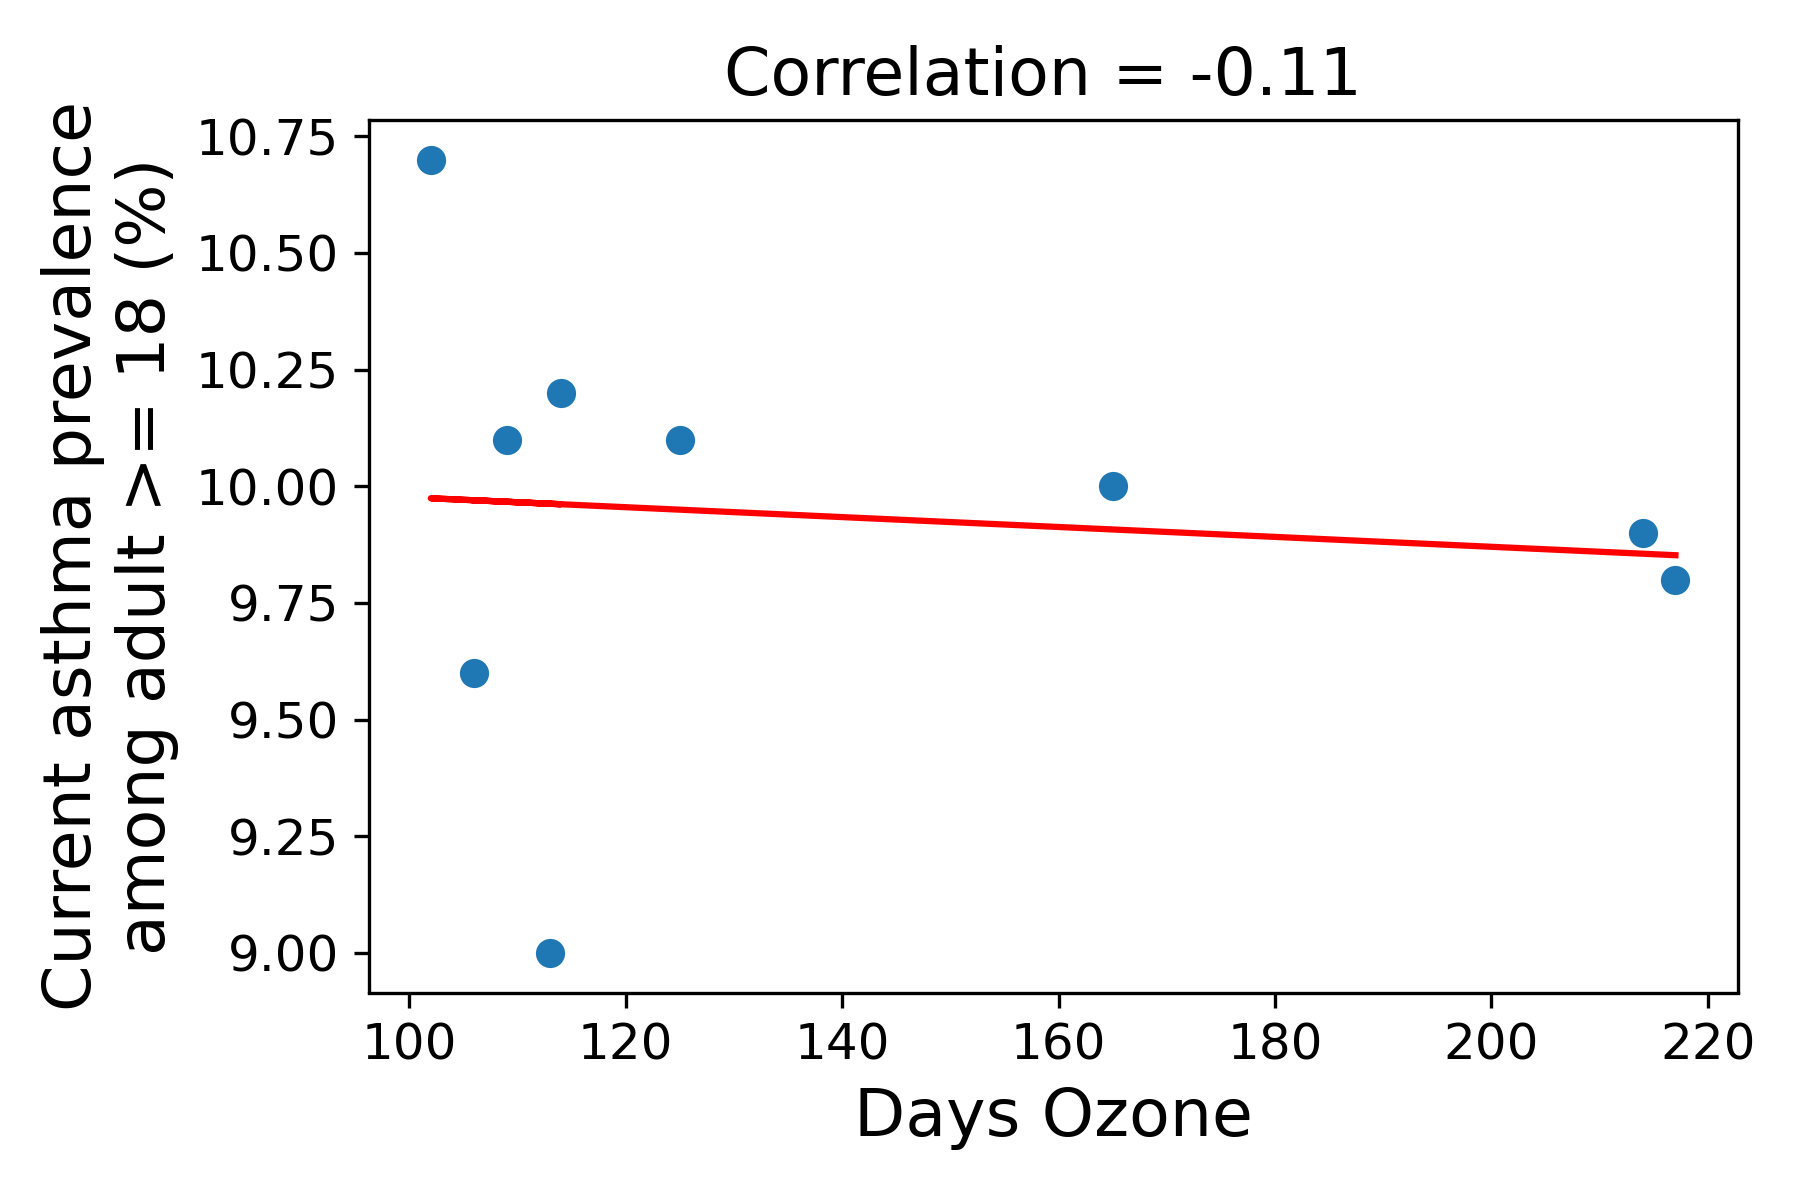 Correlation = -0.11
Current asthma prevalence
among adult >= 18 (%)
10.75
10.50
10.25
10.00
9.75
9.50
9.25
9.00
100 120 140 160 180 200 220
Days Ozone